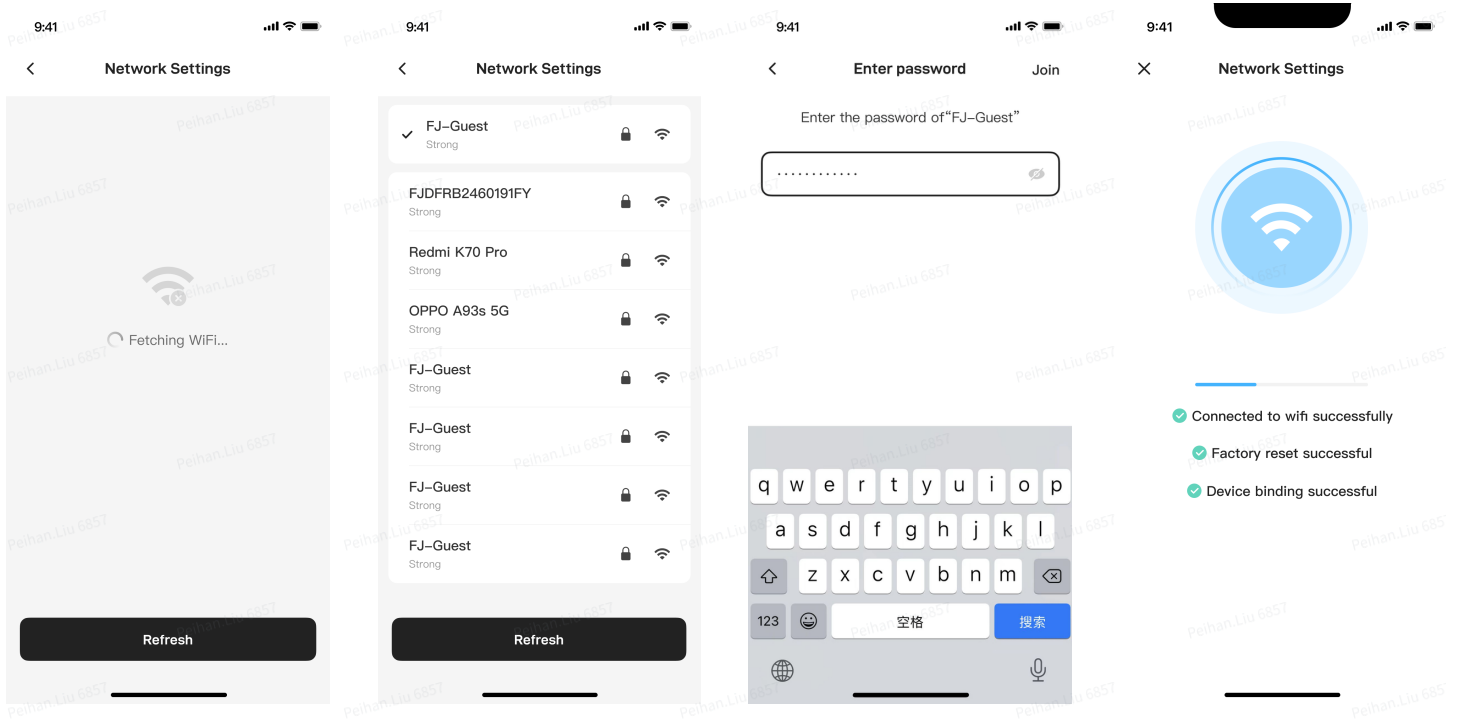 9:41
Network Settings
Fetching WiFi...
Refresh
9:41
Network Settings
FJ-Guest
Strong
FJDFRB2460191FY
Strong
Redmi K70 Pro
Strong
OPPO A93s 5G
Strong
FJ-Guest
Strong
FJ-Guest
Strong
FJ-Guest
Strong
FJ-Guest
Strong
Refresh
9:41
Enter password
Join
Enter the password of“FJ-Guest”
············
q w e r t y u i o p
a s d f g h j k l
z x c v b n m
123 空格 搜索
9:41
Network Settings
Connected to wifi successfully
Factory reset successful
Device binding successful
Peihan.Liu 6857